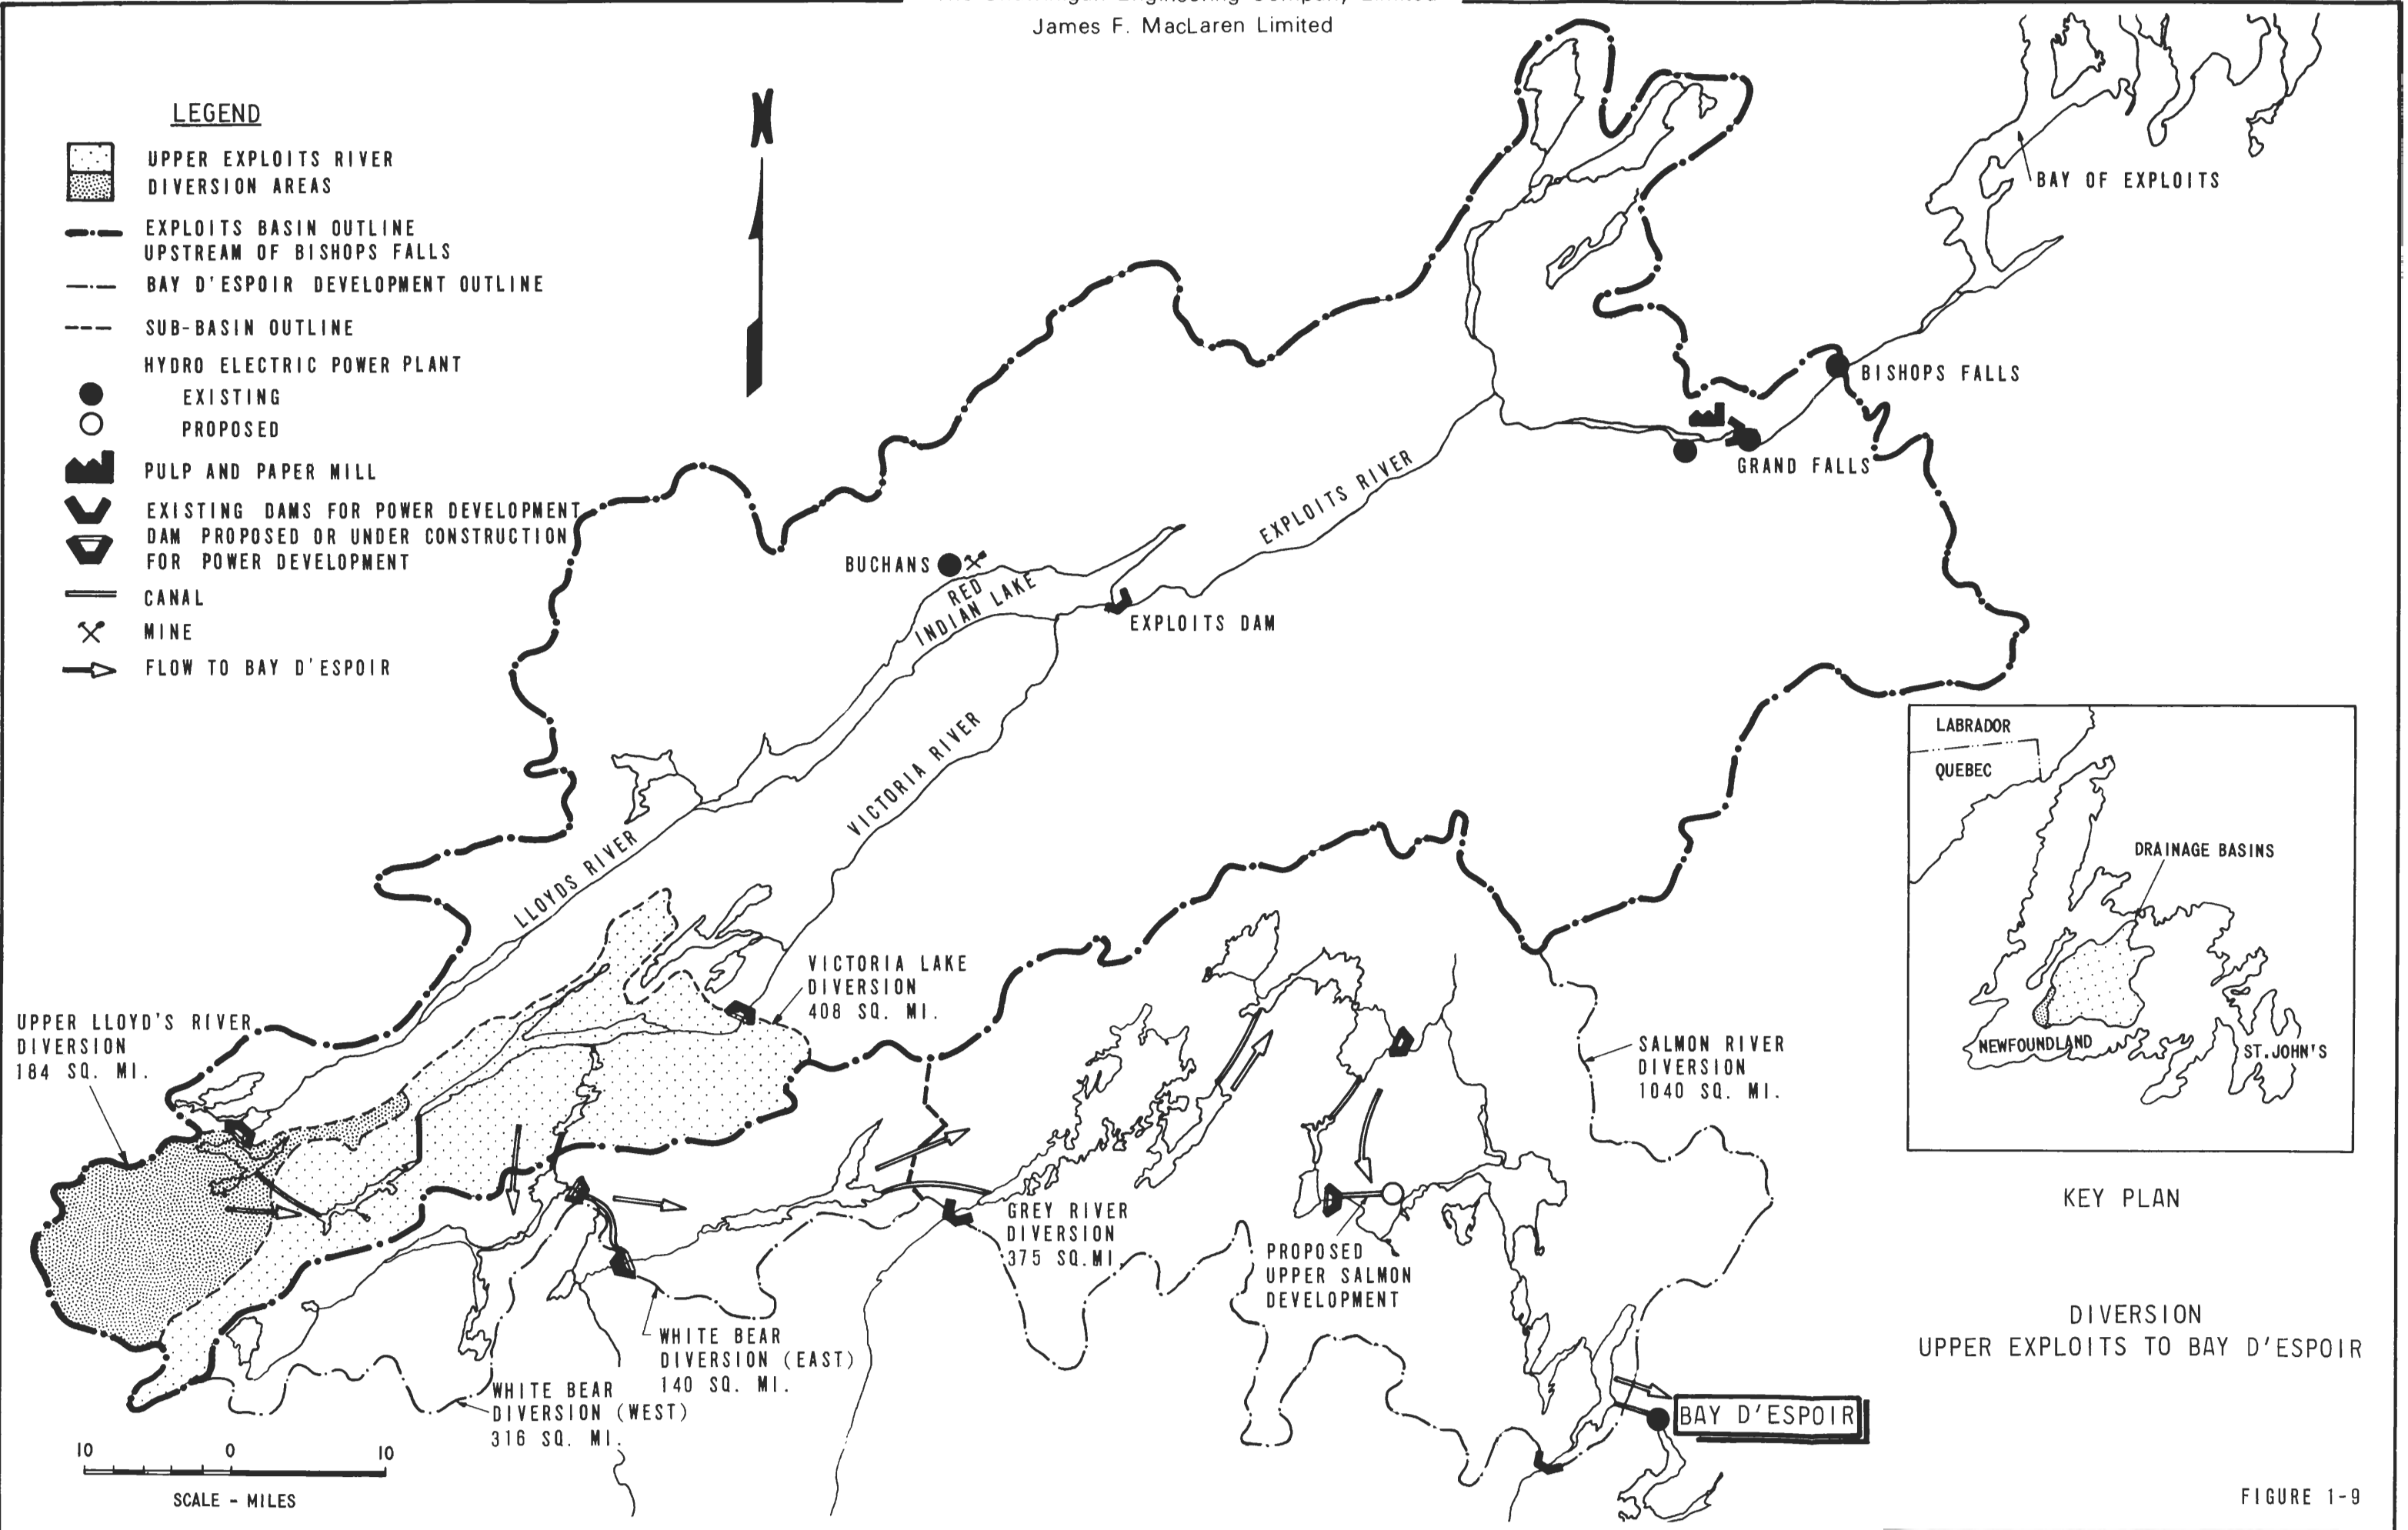 James F. MacLaren Limited
LEGEND
UPPER EXPLOITS RIVER
DIVERSION AREAS
EXPLOITS BASIN OUTLINE
UPSTREAM OF BISHOPS FALLS
BAY D'ESPOIR DEVELOPMENT OUTLINE
SUB-BASIN OUTLINE
HYDRO ELECTRIC POWER PLANT
EXISTING
PROPOSED
PULP AND PAPER MILL
EXISTING DAMS FOR POWER DEVELOPMENT
DAM PROPOSED OR UNDER CONSTRUCTION
FOR POWER DEVELOPMENT
CANAL
MINE
FLOW TO BAY D'ESPOIR
BAY OF EXPLOITS
BISHOPS FALLS
GRAND FALLS
EXPLOITS RIVER
BUCHANS
RED
INDIAN LAKE
EXPLOITS DAM
VICTORIA RIVER
LLOYDS RIVER
VICTORIA LAKE
DIVERSION
408 SQ. MI.
UPPER LLOYD'S RIVER
DIVERSION
184 SQ. MI.
SALMON RIVER
DIVERSION
1040 SQ. MI.
GREY RIVER
DIVERSION
375 SQ.MI.
PROPOSED
UPPER SALMON
DEVELOPMENT
WHITE BEAR
DIVERSION (EAST)
140 SQ. MI.
WHITE BEAR
DIVERSION (WEST)
316 SQ. MI.
BAY D'ESPOIR
LABRADOR
QUEBEC
DRAINAGE BASINS
NEWFOUNDLAND
ST.JOHN'S
KEY PLAN
DIVERSION
UPPER EXPLOITS TO BAY D'ESPOIR
10 0 10
SCALE - MILES
FIGURE 1-9